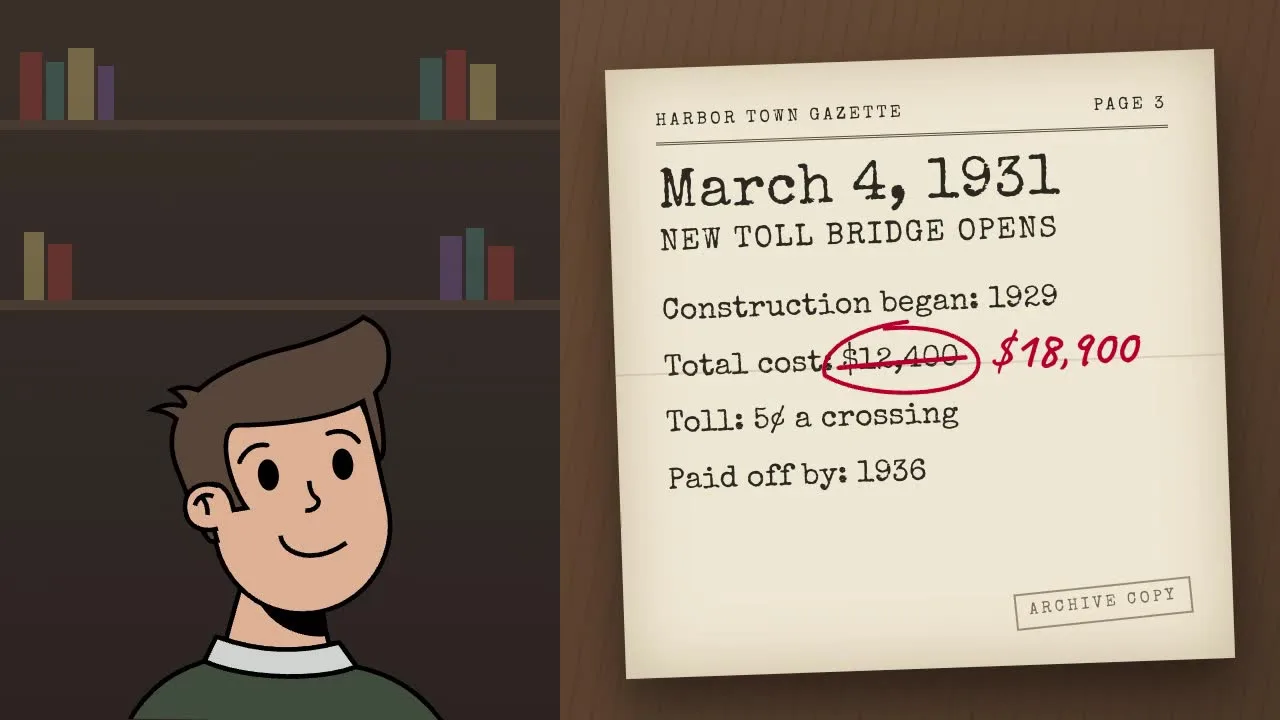 HARBOR TOWN GAZETTE PAGE 3
March 4, 1931
NEW TOLL BRIDGE OPENS
Construction began: 1929
Total cost: $12,400 $18,900
Toll: 5¢ a crossing
Paid off by: 1936
ARCHIVE COPY